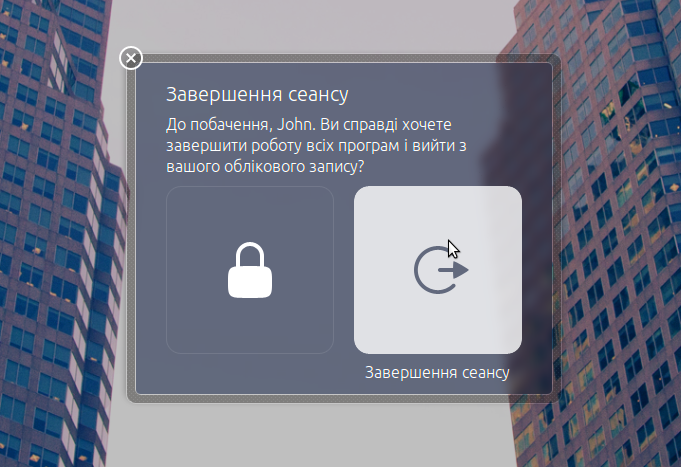 Завершення сеансу
До побачення, John. Ви справді хочете
завершити роботу всіх програм і вийти з
вашого облікового запису?
Завершення сеансу